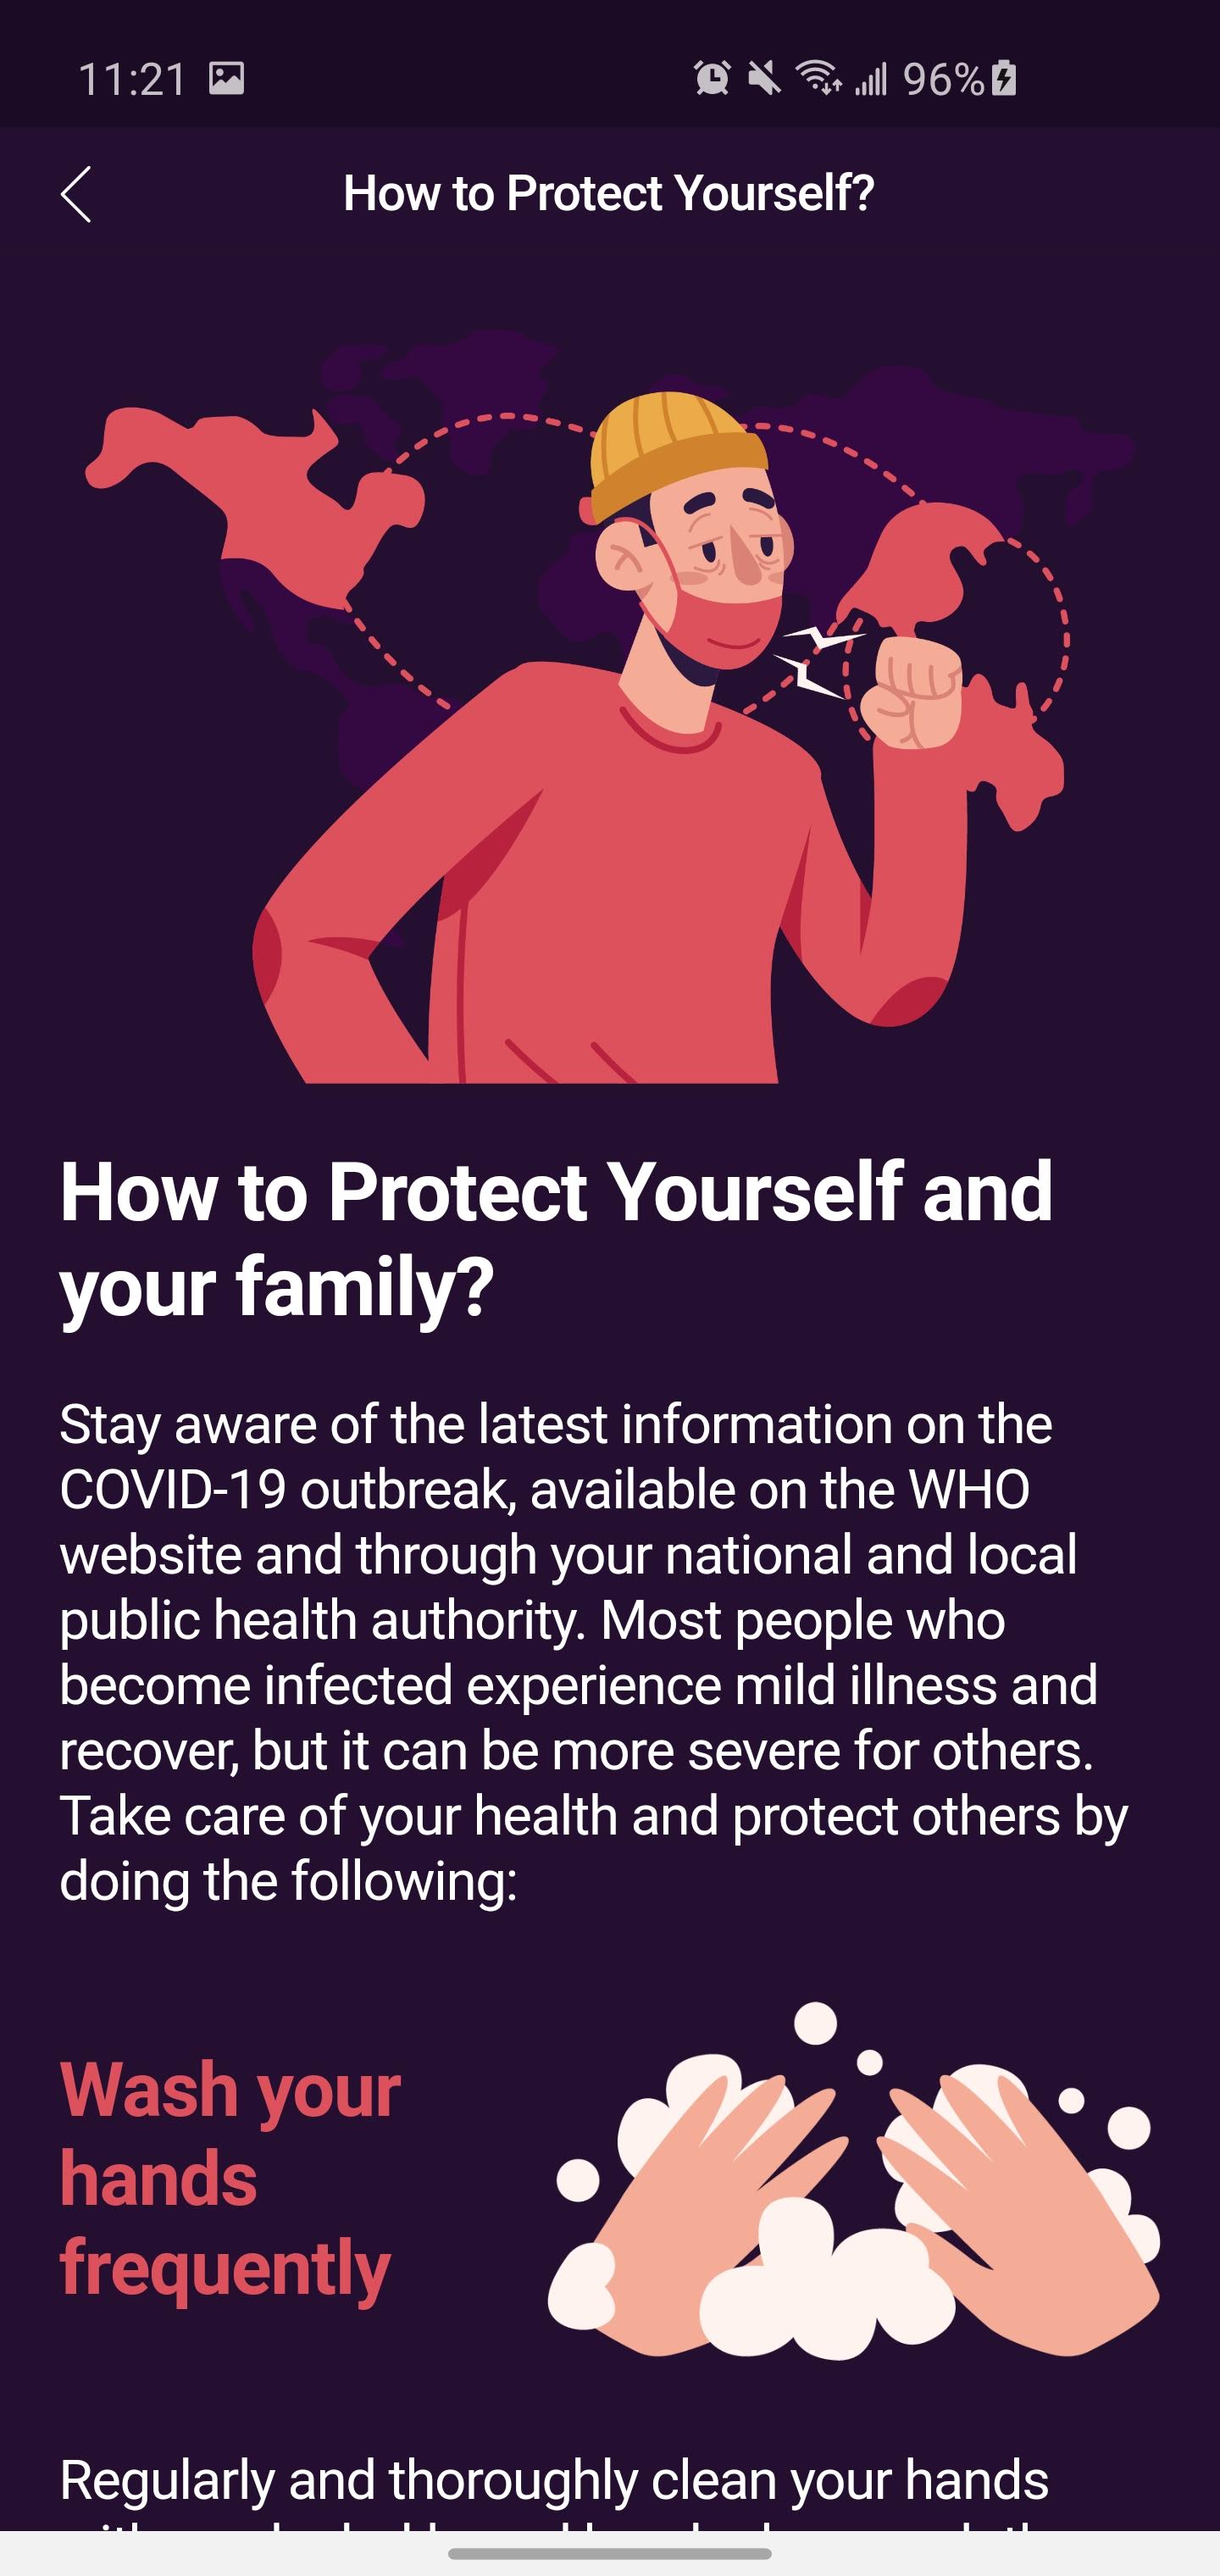 11:21
96%
How to Protect Yourself?
How to Protect Yourself and
your family?
Stay aware of the latest information on the
COVID-19 outbreak, available on the WHO
website and through your national and local
public health authority. Most people who
become infected experience mild illness and
recover, but it can be more severe for others.
Take care of your health and protect others by
doing the following:
Wash your
hands
frequently
Regularly and thoroughly clean your hands